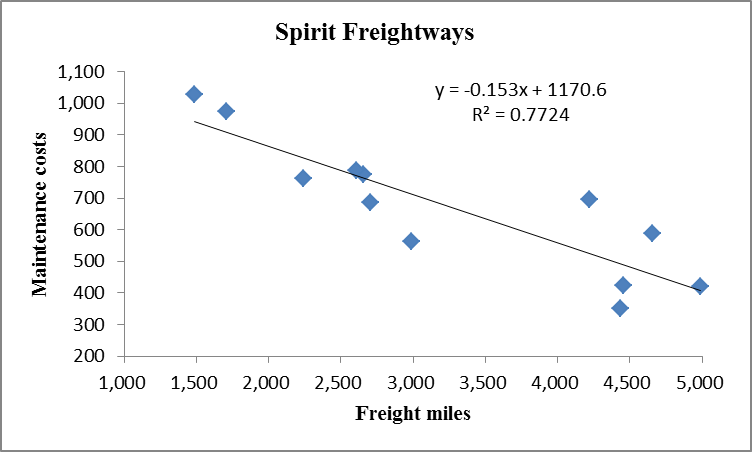 Spirit Freightways
y = -0.153x + 1170.6
R² = 0.7724
Maintenance costs
1,100
1,000
900
800
700
600
500
400
300
200
1,000 1,500 2,000 2,500 3,000 3,500 4,000 4,500 5,000
Freight miles